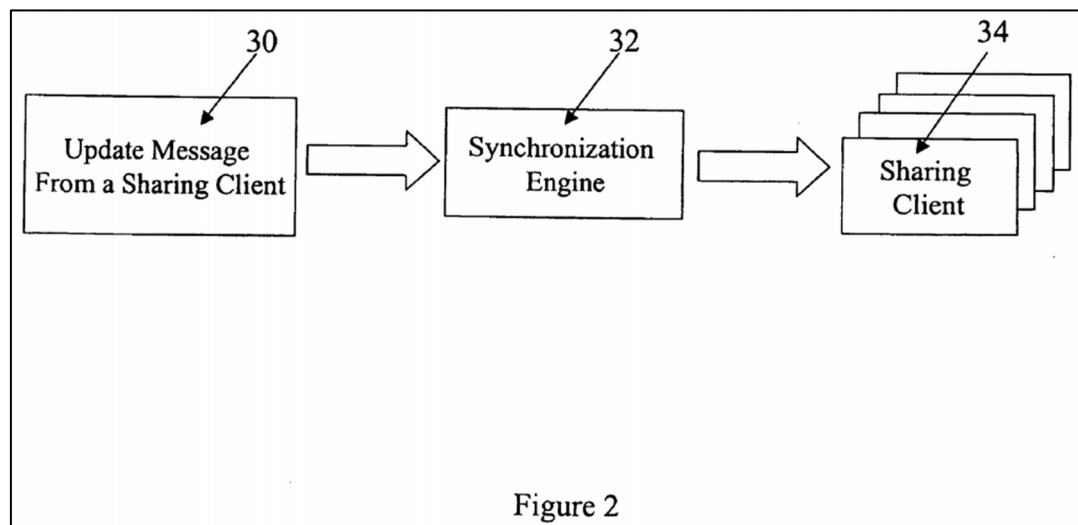 30
32
34
Update Message
From a Sharing Client
Synchronization
Engine
Sharing
Client
Figure 2